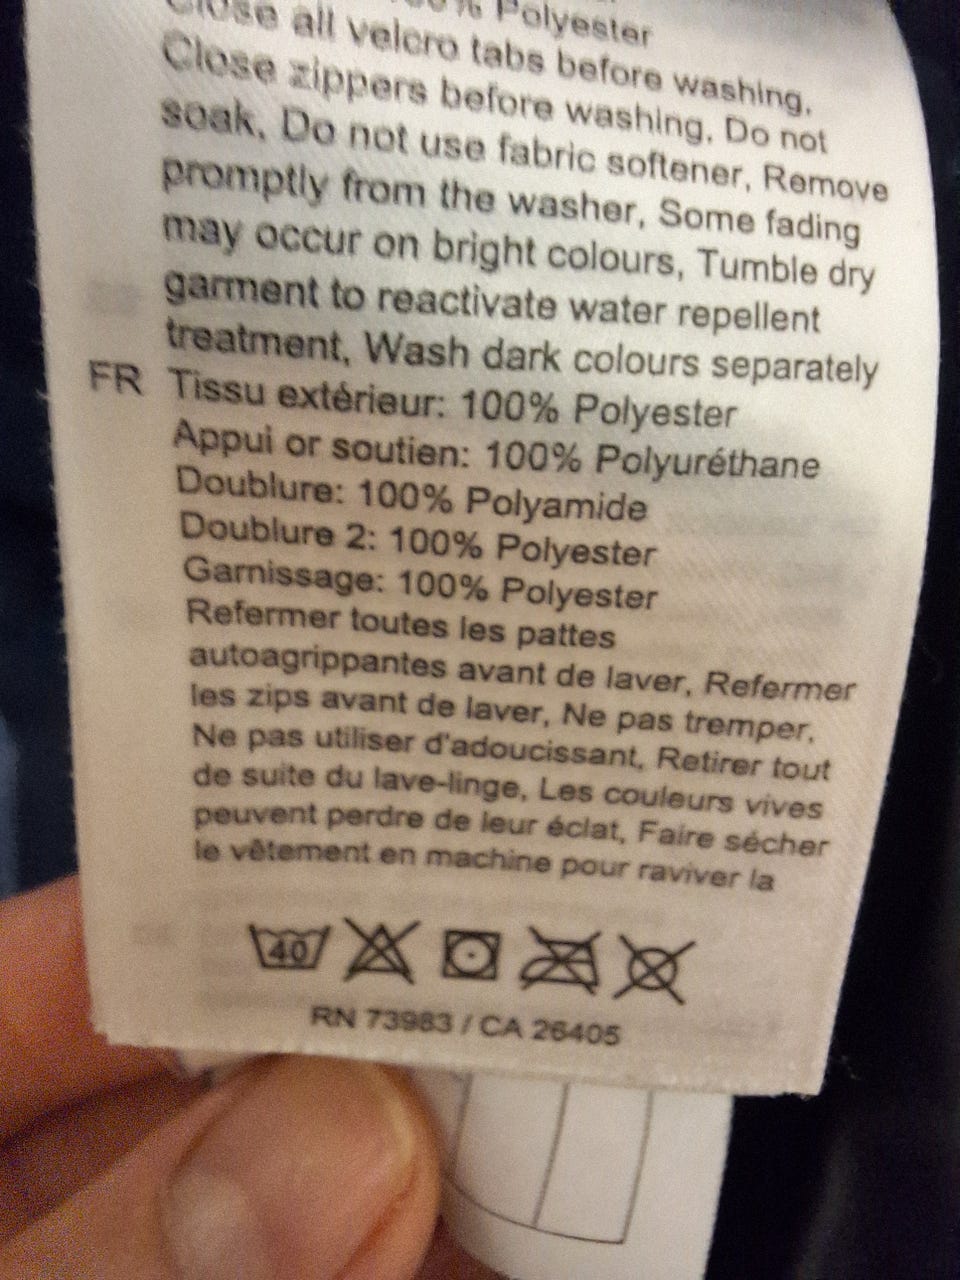 100% Polyester
Close all velcro tabs before washing,
Close zippers before washing, Do not
soak, Do not use fabric softener, Remove
promptly from the washer, Some fading
may occur on bright colours, Tumble dry
garment to reactivate water repellent
treatment, Wash dark colours separately
FR Tissu extérieur: 100% Polyester
Appui or soutien: 100% Polyuréthane
Doublure: 100% Polyamide
Doublure 2: 100% Polyester
Garnissage: 100% Polyester
Refermer toutes les pattes
autoagrippantes avant de laver, Refermer
les zips avant de laver, Ne pas tremper,
Ne pas utiliser d'adoucissant, Retirer tout
de suite du lave-linge, Les couleurs vives
peuvent perdre de leur éclat, Faire sécher
le vêtement en machine pour raviver la
40
RN 73983 / CA 26405